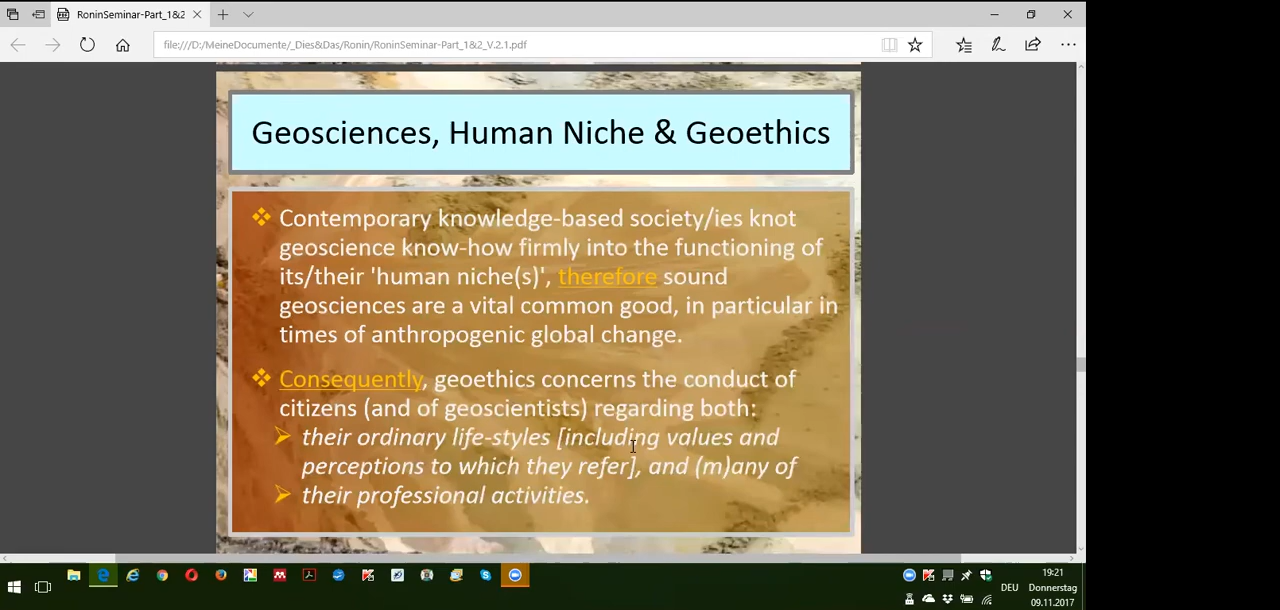 RoninSeminar-Part_1&2
file:///D:/MeineDocumente/_Dies&Das/Ronin/RoninSeminar-Part_1&2_V.2.1.pdf
Geosciences, Human Niche & Geoethics
Contemporary knowledge-based society/ies knot
geoscience know-how firmly into the functioning of
its/their 'human niche(s)', therefore sound
geosciences are a vital common good, in particular in
times of anthropogenic global change.
Consequently, geoethics concerns the conduct of
citizens (and of geoscientists) regarding both:
their ordinary life-styles [including values and
perceptions to which they refer], and (m)any of
their professional activities.
19:21
DEU Donnerstag
09.11.2017